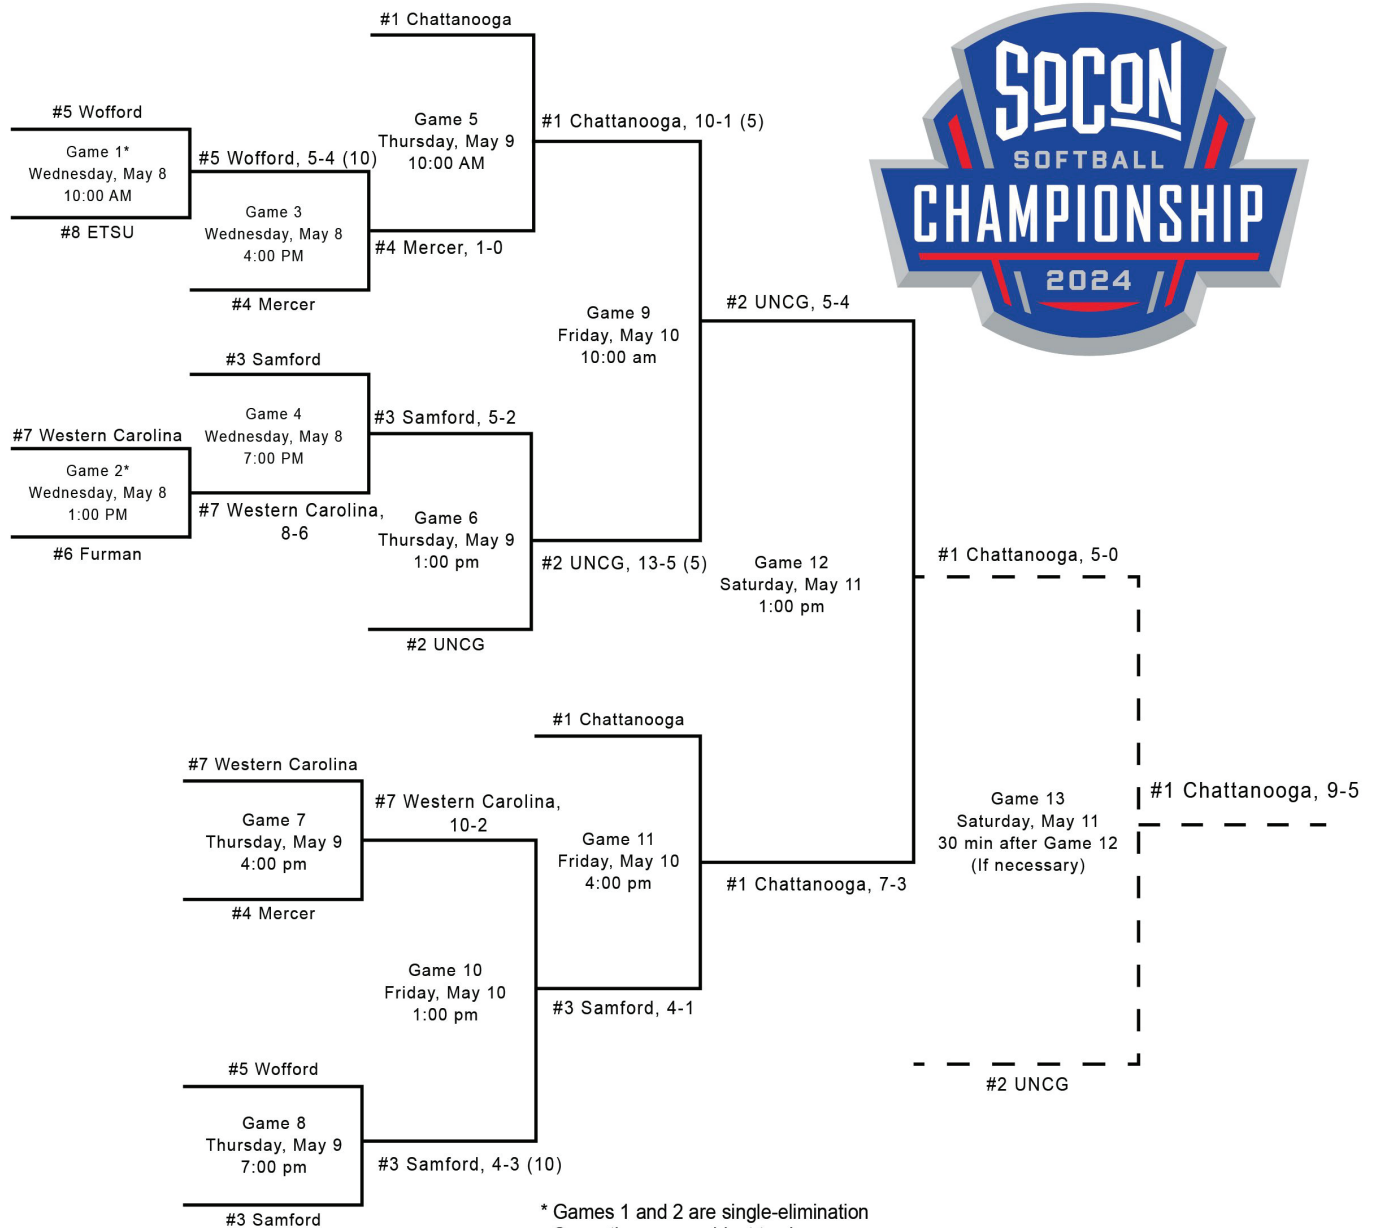 #1 Chattanooga
SOCON
SOFTBALL
CHAMPIONSHIP
2024
#5 Wofford
Game 1*
Wednesday, May 8
10:00 AM
#8 ETSU
#5 Wofford, 5-4 (10)
Game 3
Wednesday, May 8
4:00 PM
#4 Mercer
Game 5
Thursday, May 9
10:00 AM
#4 Mercer, 1-0
#1 Chattanooga, 10-1 (5)
#3 Samford
Game 4
Wednesday, May 8
7:00 PM
#7 Western Carolina
Game 2*
Wednesday, May 8
1:00 PM
#6 Furman
#7 Western Carolina,
8-6
#3 Samford, 5-2
Game 6
Thursday, May 9
1:00 pm
#2 UNCG
Game 9
Friday, May 10
10:00 am
#2 UNCG, 13-5 (5)
#2 UNCG, 5-4
Game 12
Saturday, May 11
1:00 pm
#1 Chattanooga, 5-0
#1 Chattanooga
#7 Western Carolina
Game 7
Thursday, May 9
4:00 pm
#4 Mercer
#7 Western Carolina,
10-2
Game 11
Friday, May 10
4:00 pm
#1 Chattanooga, 7-3
Game 13
Saturday, May 11
30 min after Game 12
(If necessary)
#1 Chattanooga, 9-5
Game 10
Friday, May 10
1:00 pm
#3 Samford, 4-1
#2 UNCG
#5 Wofford
Game 8
Thursday, May 9
7:00 pm
#3 Samford
#3 Samford, 4-3 (10)
* Games 1 and 2 are single-elimination